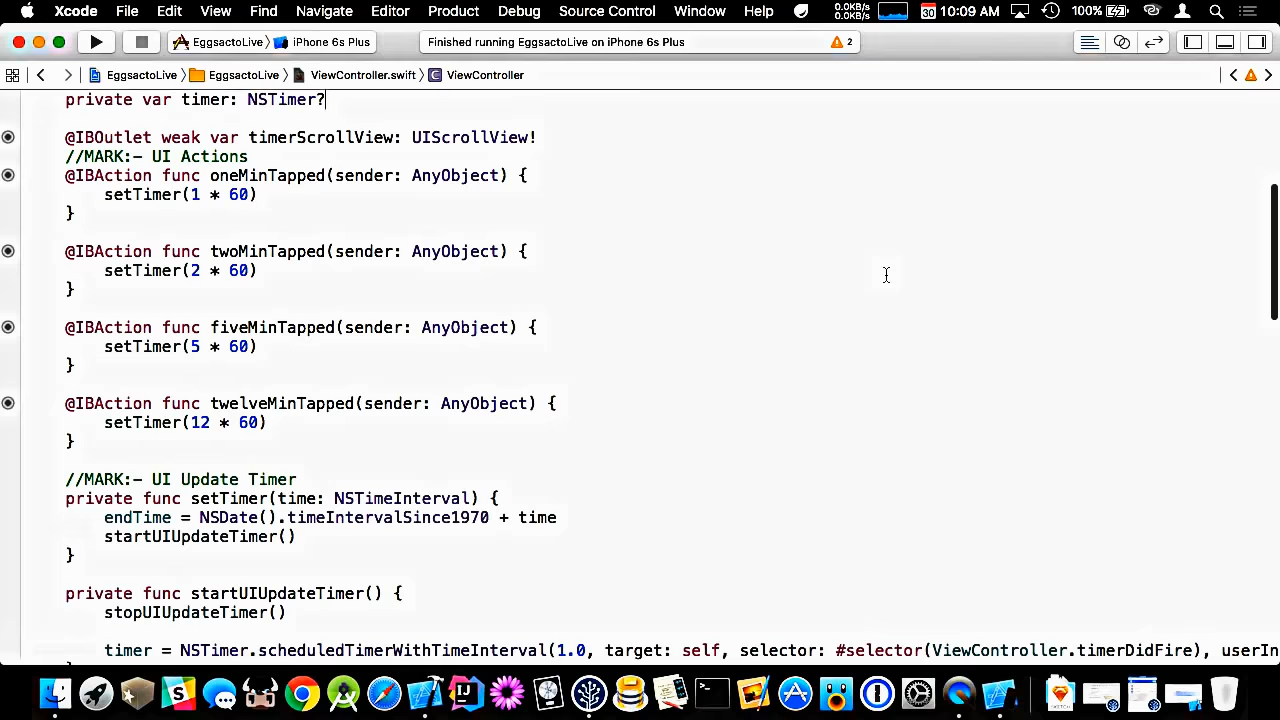 Xcode File Edit View Find Navigate Editor Product Debug Source Control Window Help 0.0KB/s 0.0KB/s 30 10:09 AM 100%
EggsactoLive iPhone 6s Plus Finished running EggsactoLive on iPhone 6s Plus 2
EggsactoLive EggsactoLive ViewController.swift C ViewController
private var timer: NSTimer?
@IBOutlet weak var timerScrollView: UIScrollView!
//MARK:- UI Actions
@IBAction func oneMinTapped(sender: AnyObject) {
setTimer(1 * 60)
}
@IBAction func twoMinTapped(sender: AnyObject) {
setTimer(2 * 60)
}
@IBAction func fiveMinTapped(sender: AnyObject) {
setTimer(5 * 60)
}
@IBAction func twelveMinTapped(sender: AnyObject) {
setTimer(12 * 60)
}
//MARK:- UI Update Timer
private func setTimer(time: NSTimeInterval) {
endTime = NSDate().timeIntervalSince1970 + time
startUIUpdateTimer()
}
private func startUIUpdateTimer() {
stopUIUpdateTimer()
timer = NSTimer.scheduledTimerWithTimeInterval(1.0, target: self, selector: #selector(ViewController.timerDidFire), userIn